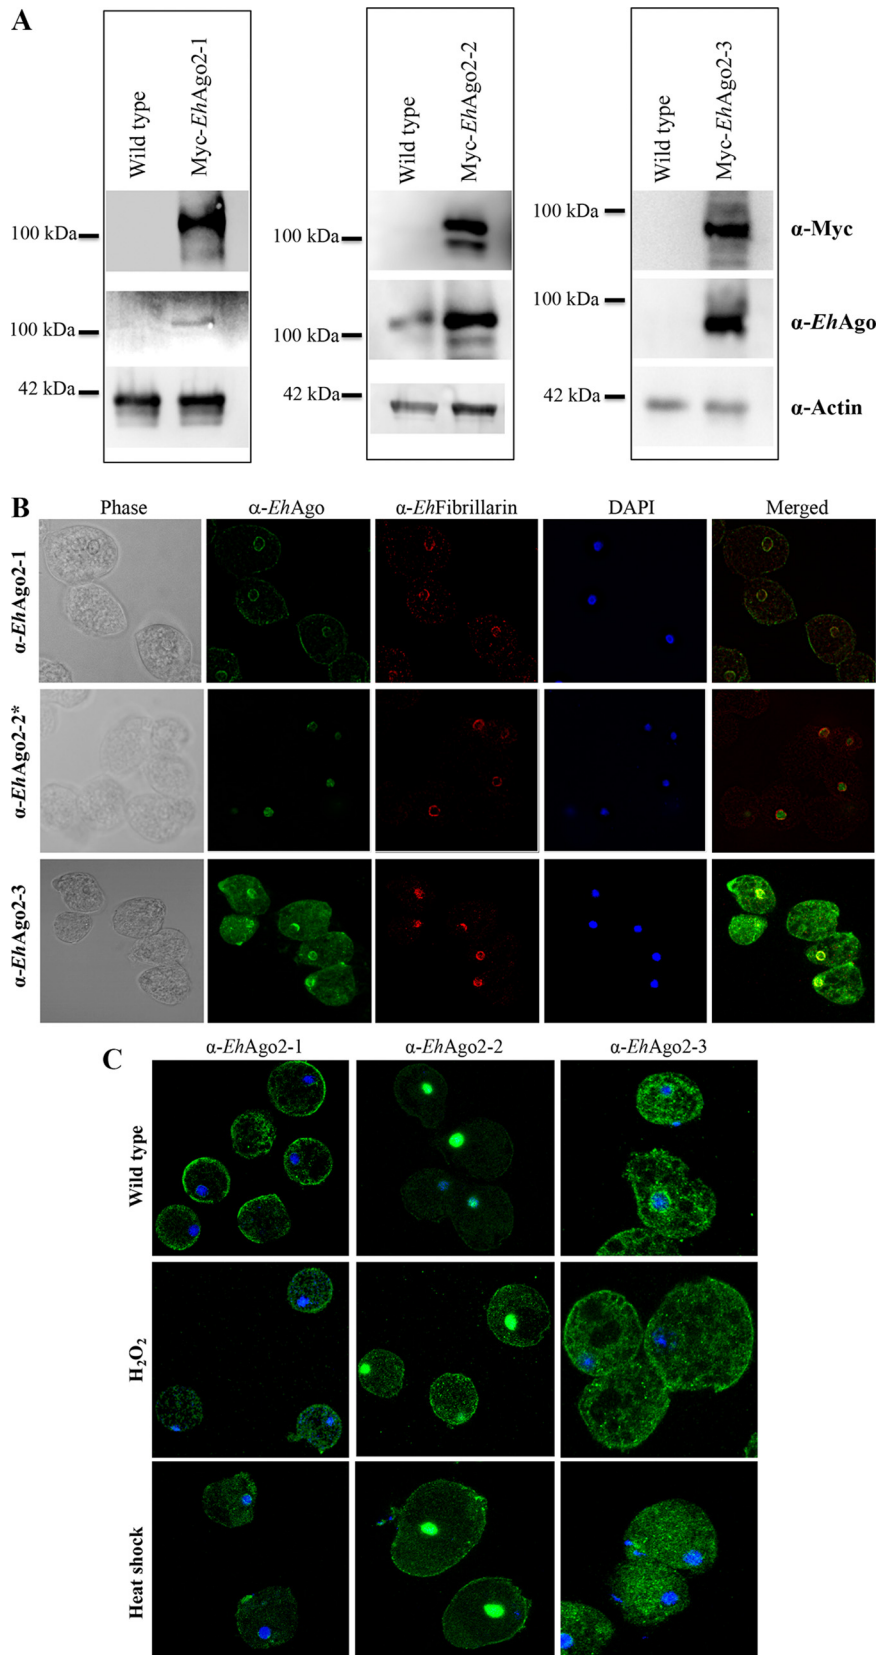 A
Wild type
Myc-EhAgo2-1
Wild type
Myc-EhAgo2-2
Wild type
Myc-EhAgo2-3
100 kDa
100 kDa
100 kDa
α-Myc
100 kDa
100 kDa
100 kDa
α-EhAgo
42 kDa
42 kDa
42 kDa
α-Actin
B
Phase
α-EhAgo
α-EhFibrillarin
DAPI
Merged
α-EhAgo2-1
α-EhAgo2-2*
α-EhAgo2-3
C
α-EhAgo2-1
α-EhAgo2-2
α-EhAgo2-3
Wild type
H₂O₂
Heat shock